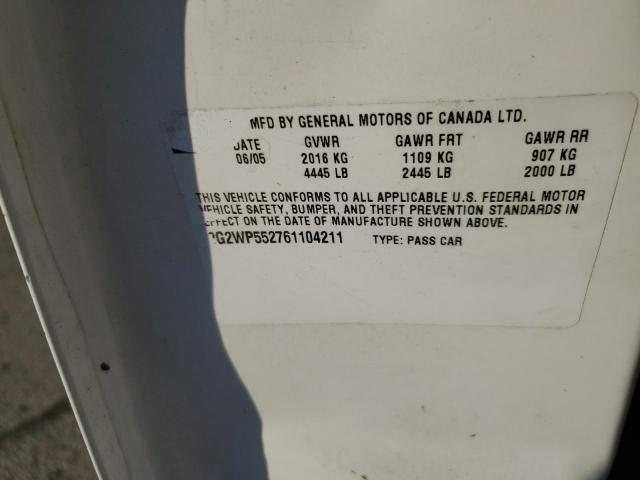 MFD BY GENERAL MOTORS OF CANADA LTD.
DATE GVWR GAWR FRT GAWR RR
06/05 2016 KG 1109 KG 907 KG
4445 LB 2445 LB 2000 LB
THIS VEHICLE CONFORMS TO ALL APPLICABLE U.S. FEDERAL MOTOR
VEHICLE SAFETY, BUMPER, AND THEFT PREVENTION STANDARDS IN
EFFECT ON THE DATE OF MANUFACTURE SHOWN ABOVE.
2G2WP552761104211 TYPE: PASS CAR